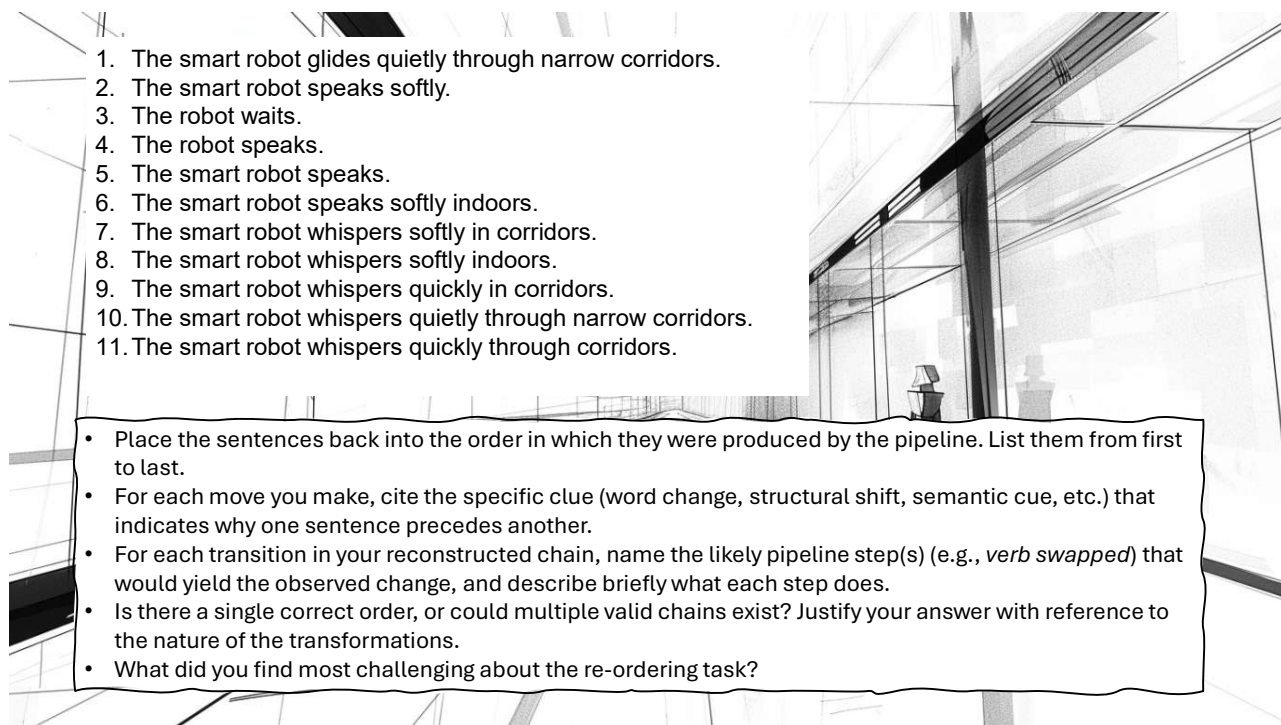 1. The smart robot glides quietly through narrow corridors.
2. The smart robot speaks softly.
3. The robot waits.
4. The robot speaks.
5. The smart robot speaks.
6. The smart robot speaks softly indoors.
7. The smart robot whispers softly in corridors.
8. The smart robot whispers softly indoors.
9. The smart robot whispers quickly in corridors.
10. The smart robot whispers quietly through narrow corridors.
11. The smart robot whispers quickly through corridors.
• Place the sentences back into the order in which they were produced by the pipeline. List them from first
to last.
• For each move you make, cite the specific clue (word change, structural shift, semantic cue, etc.) that
indicates why one sentence precedes another.
• For each transition in your reconstructed chain, name the likely pipeline step(s) (e.g., verb swapped) that
would yield the observed change, and describe briefly what each step does.
• Is there a single correct order, or could multiple valid chains exist? Justify your answer with reference to
the nature of the transformations.
• What did you find most challenging about the re-ordering task?